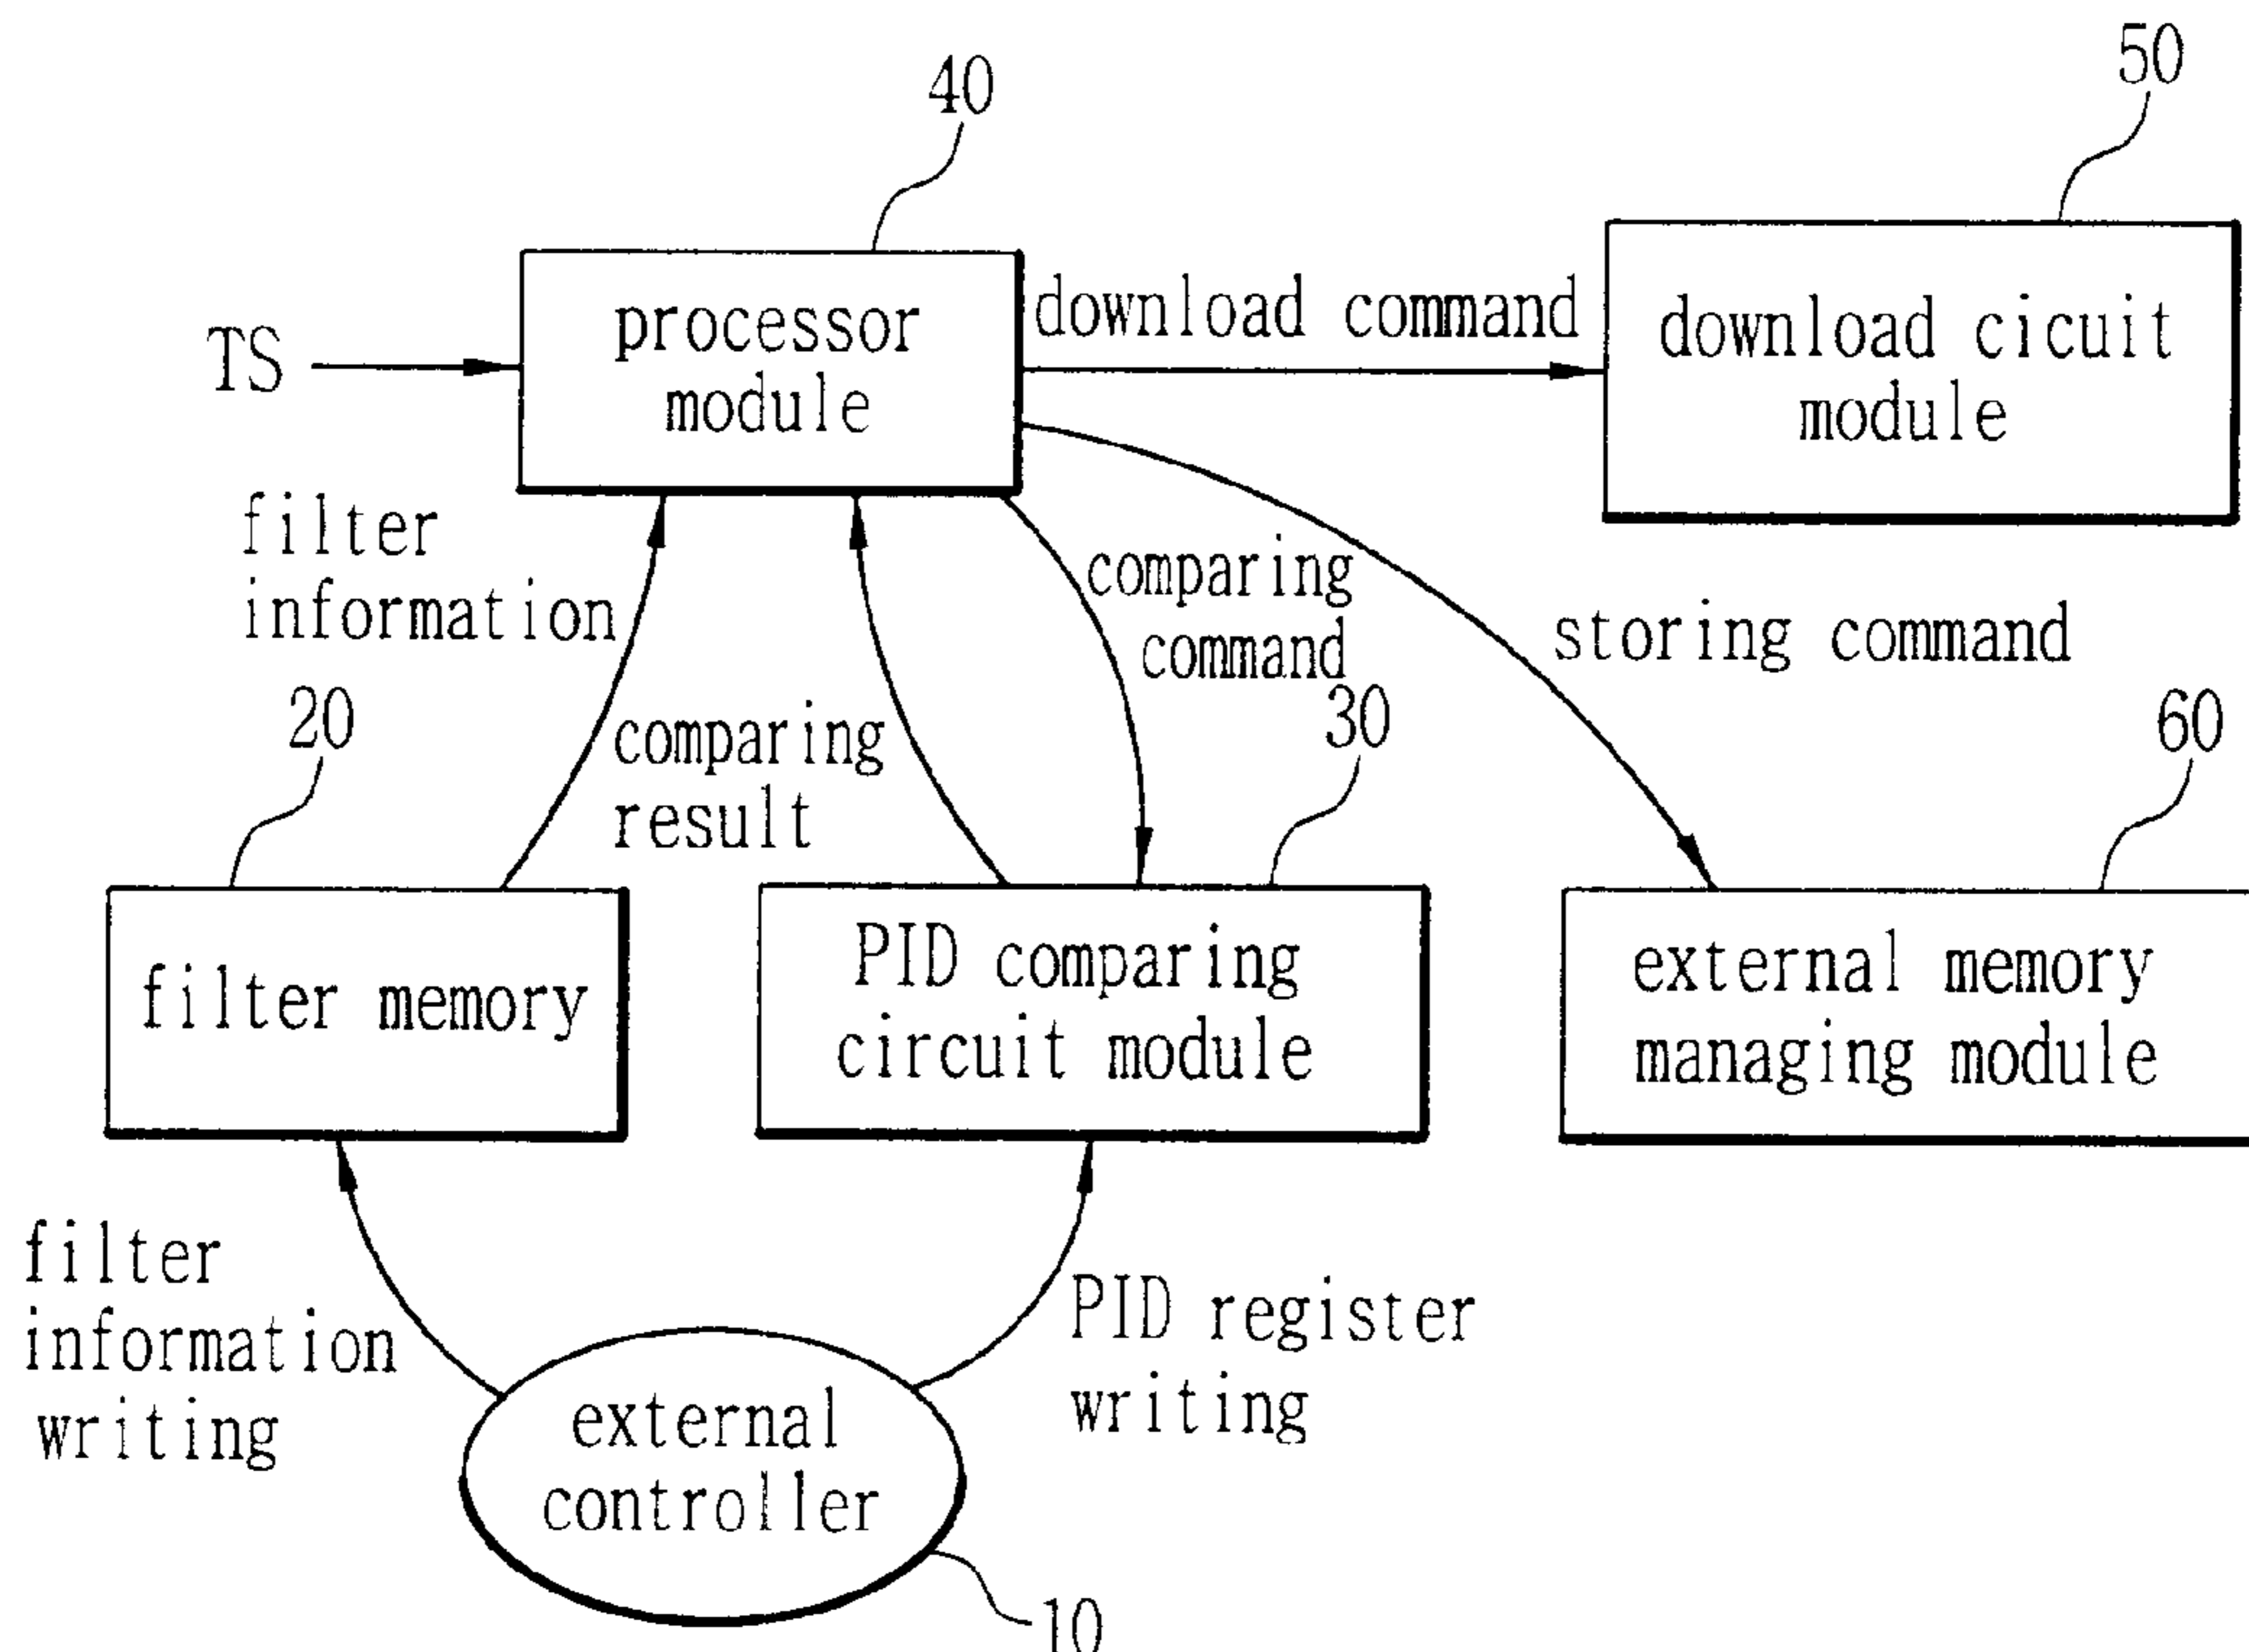 50
40
processor
module
TS
download command
download cicuit
module
filter
information
comparing
command
storing command
20
comparing
result
30
60
filter memory
PID comparing
circuit module
external memory
managing module
filter
information
writing
PID register
writing
external
controller
10